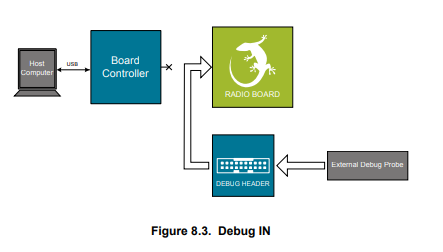 Host
Computer
USB
Board
Controller
RADIO BOARD
DEBUG HEADER
External Debug Probe
Figure 8.3. Debug IN